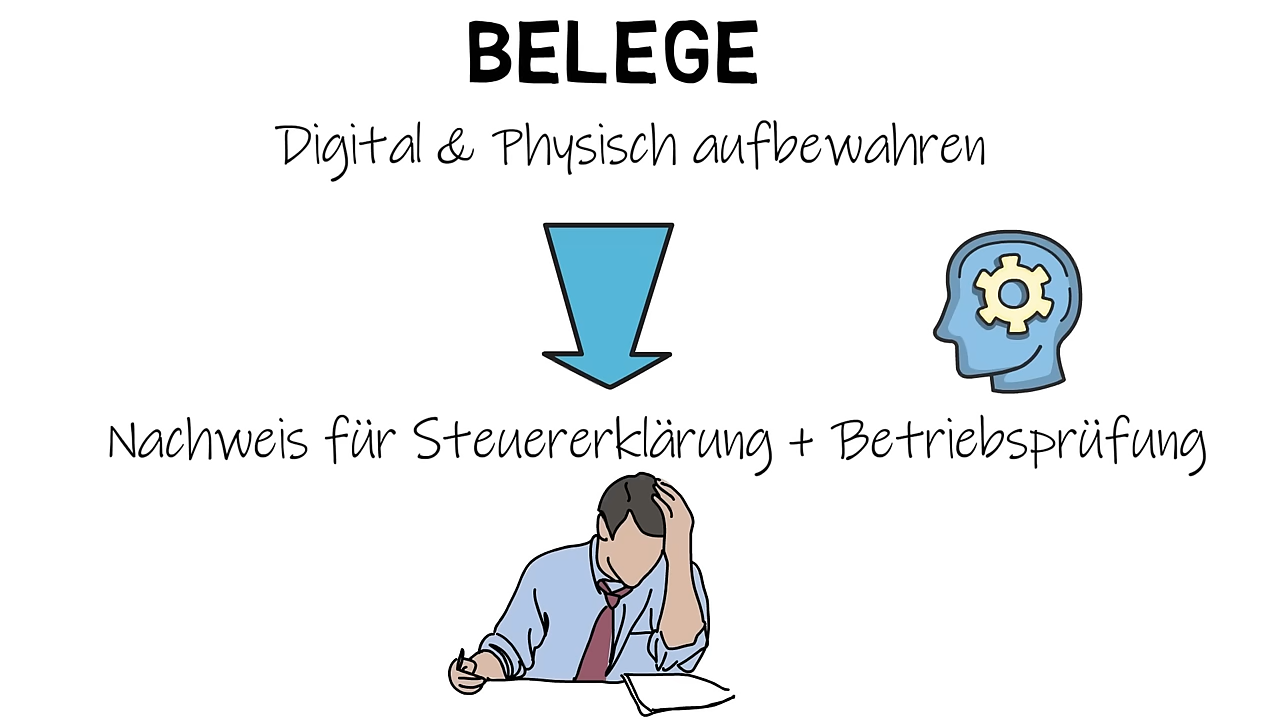 BELEGE
Digital & Physisch aufbewahren
Nachweis für Steuererklärung + Betriebsprüfung